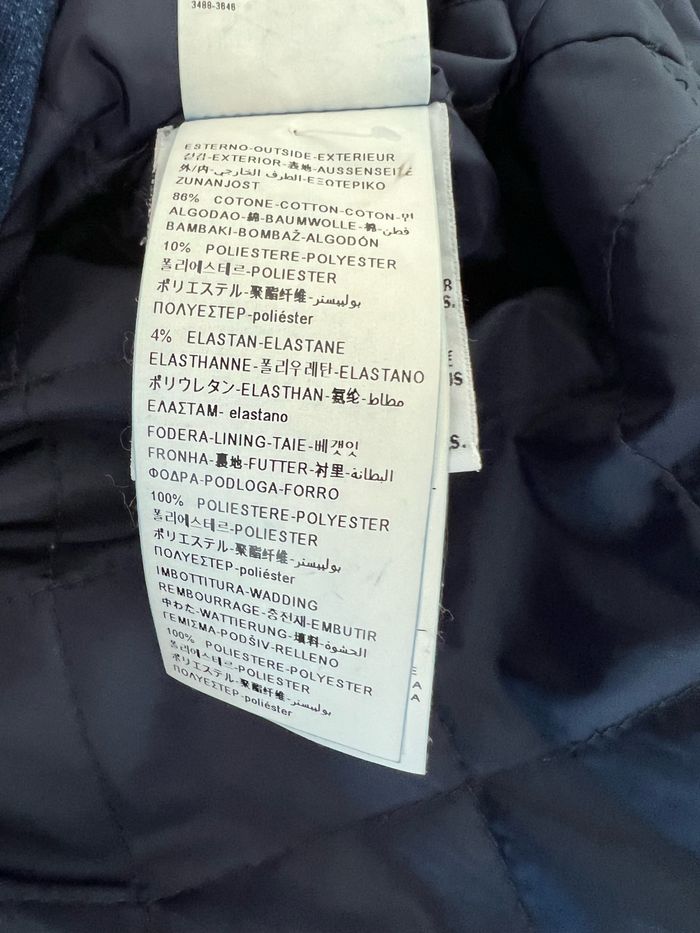 3488-3646
ESTERNO-OUTSIDE-EXTERIEUR
겉감-EXTERIOR-表地-AUSSENSEITE
外/内-الطرف الخارجي-ΕΞΩΤΕΡΙΚΟ
ZUNANJOST
86% COTONE-COTTON-COTON-면
ALGODAO-綿-BAUMWOLLE-棉-قطن
BAMBAKI-BOMBAŽ-ALGODÓN
10% POLIESTERE-POLYESTER
폴리에스테르-POLIESTER
ポリエステル-聚酯纤维-بوليستر
ΠΟΛΥΕΣΤΕΡ-poliéster
4% ELASTAN-ELASTANE
ELASTHANNE-폴리우레탄-ELASTANO
ポリウレタン-ELASTHAN-氨纶-مطاط
ΕΛΑΣΤΑΜ- elastano
FODERA-LINING-TAIE-베갯잇
FRONHA-裏地-FUTTER-衬里-البطانة
ΦΟΔΡΑ-PODLOGA-FORRO
100% POLIESTERE-POLYESTER
폴리에스테르-POLIESTER
ポリエステル-聚酯纤维-بوليستر
ΠΟΛΥΕΣΤΕΡ-poliéster
IMBOTTITURA-WADDING
REMBOURRAGE-충전재-EMBUTIR
中わた-WATTIERUNG-填料-الحشوة
ΓΕΜΙΣΜΑ-PODŠIV-RELLENO
100% POLIESTERE-POLYESTER
폴리에스테르-POLIESTER
ポリエステル-聚酯纤维-بوليستر
ΠΟΛΥΕΣΤΕΡ-poliéster